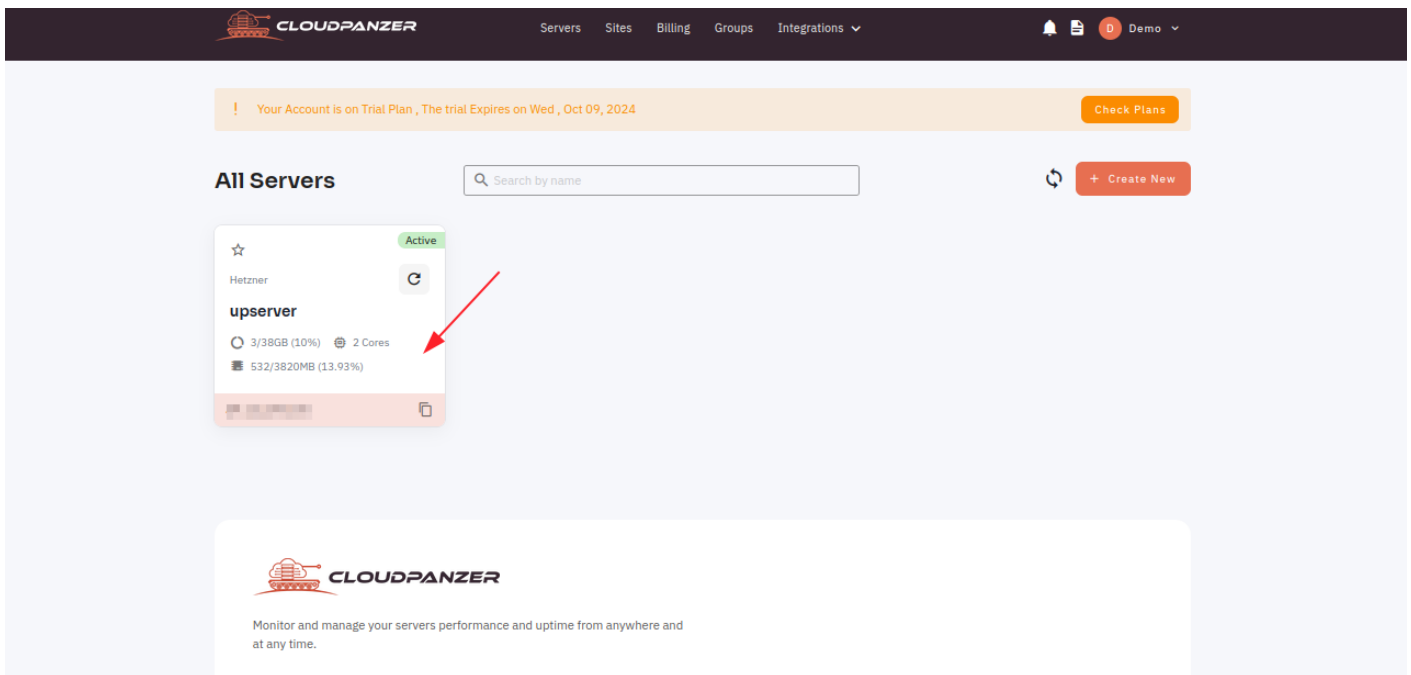 CLOUDPANZER
Servers Sites Billing Groups Integrations
D Demo
! Your Account is on Trial Plan , The trial Expires on Wed , Oct 09, 2024
Check Plans
All Servers
Search by name
+ Create New
Active
Hetzner
upserver
3/38GB (10%) 2 Cores
532/3820MB (13.93%)
CLOUDPANZER
Monitor and manage your servers performance and uptime from anywhere and
at any time.